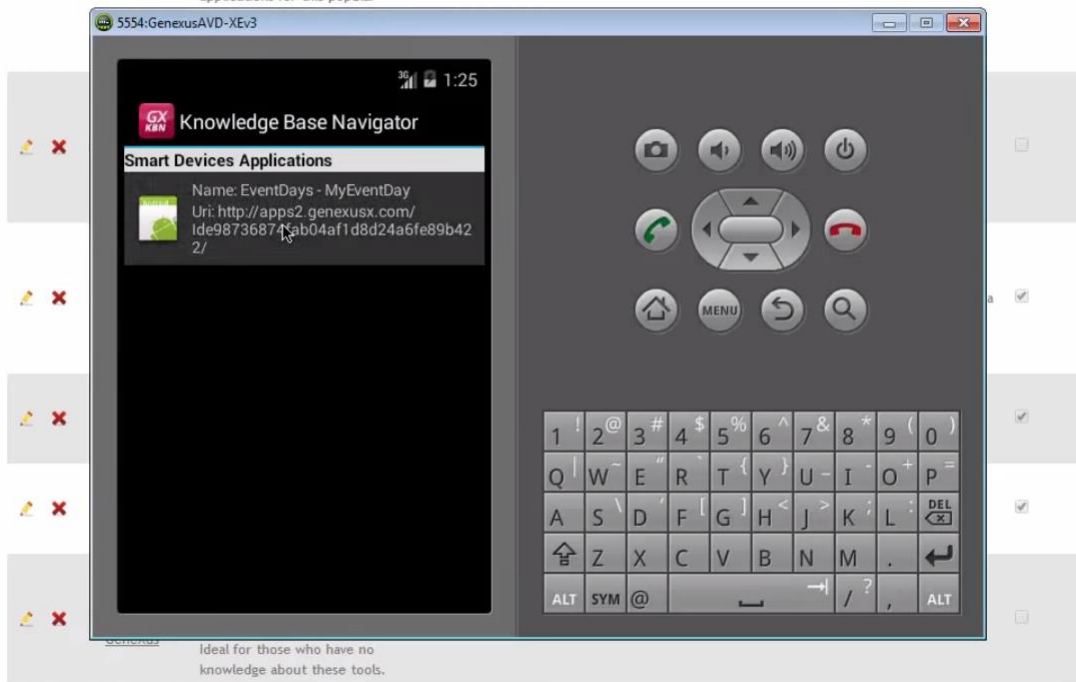 5554:GenexusAVD-XEv3
3G 1:25
GX
KBN
Knowledge Base Navigator
Smart Devices Applications
Name: EventDays - MyEventDay
Uri: http://apps2.genexusx.com/
22/
MENU
1 ! 2 @ 3 # 4 $ 5 % 6 ^ 7 & 8 * 9 ( 0 )
Q | W ~ E " R ` T { Y } U _ I - O + P =
A S \ D ' F [ G ] H < J > K ; L : DEL
Z X C V B N M .
ALT SYM @ / ? , ALT
a
Ideal for those who have no
knowledge about these tools.